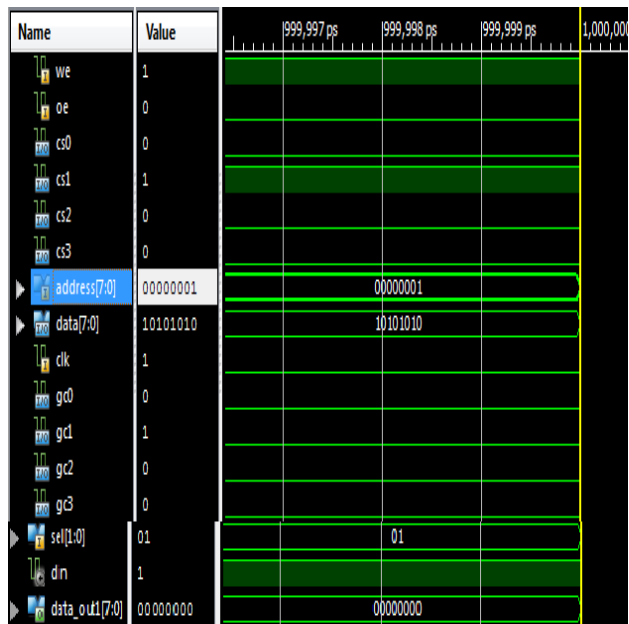 Name Value 999,997 ps 999,998 ps 999,999 ps 1,000,000
we 1
oe 0
cs0 0
cs1 1
cs2 0
cs3 0
address[7:0] 00000001 00000001
data[7:0] 10101010 10101010
clk 1
gc0 0
gc1 1
gc2 0
gc3 0
sel[1:0] 01 01
din 1
data_out1[7:0] 00000000 00000000